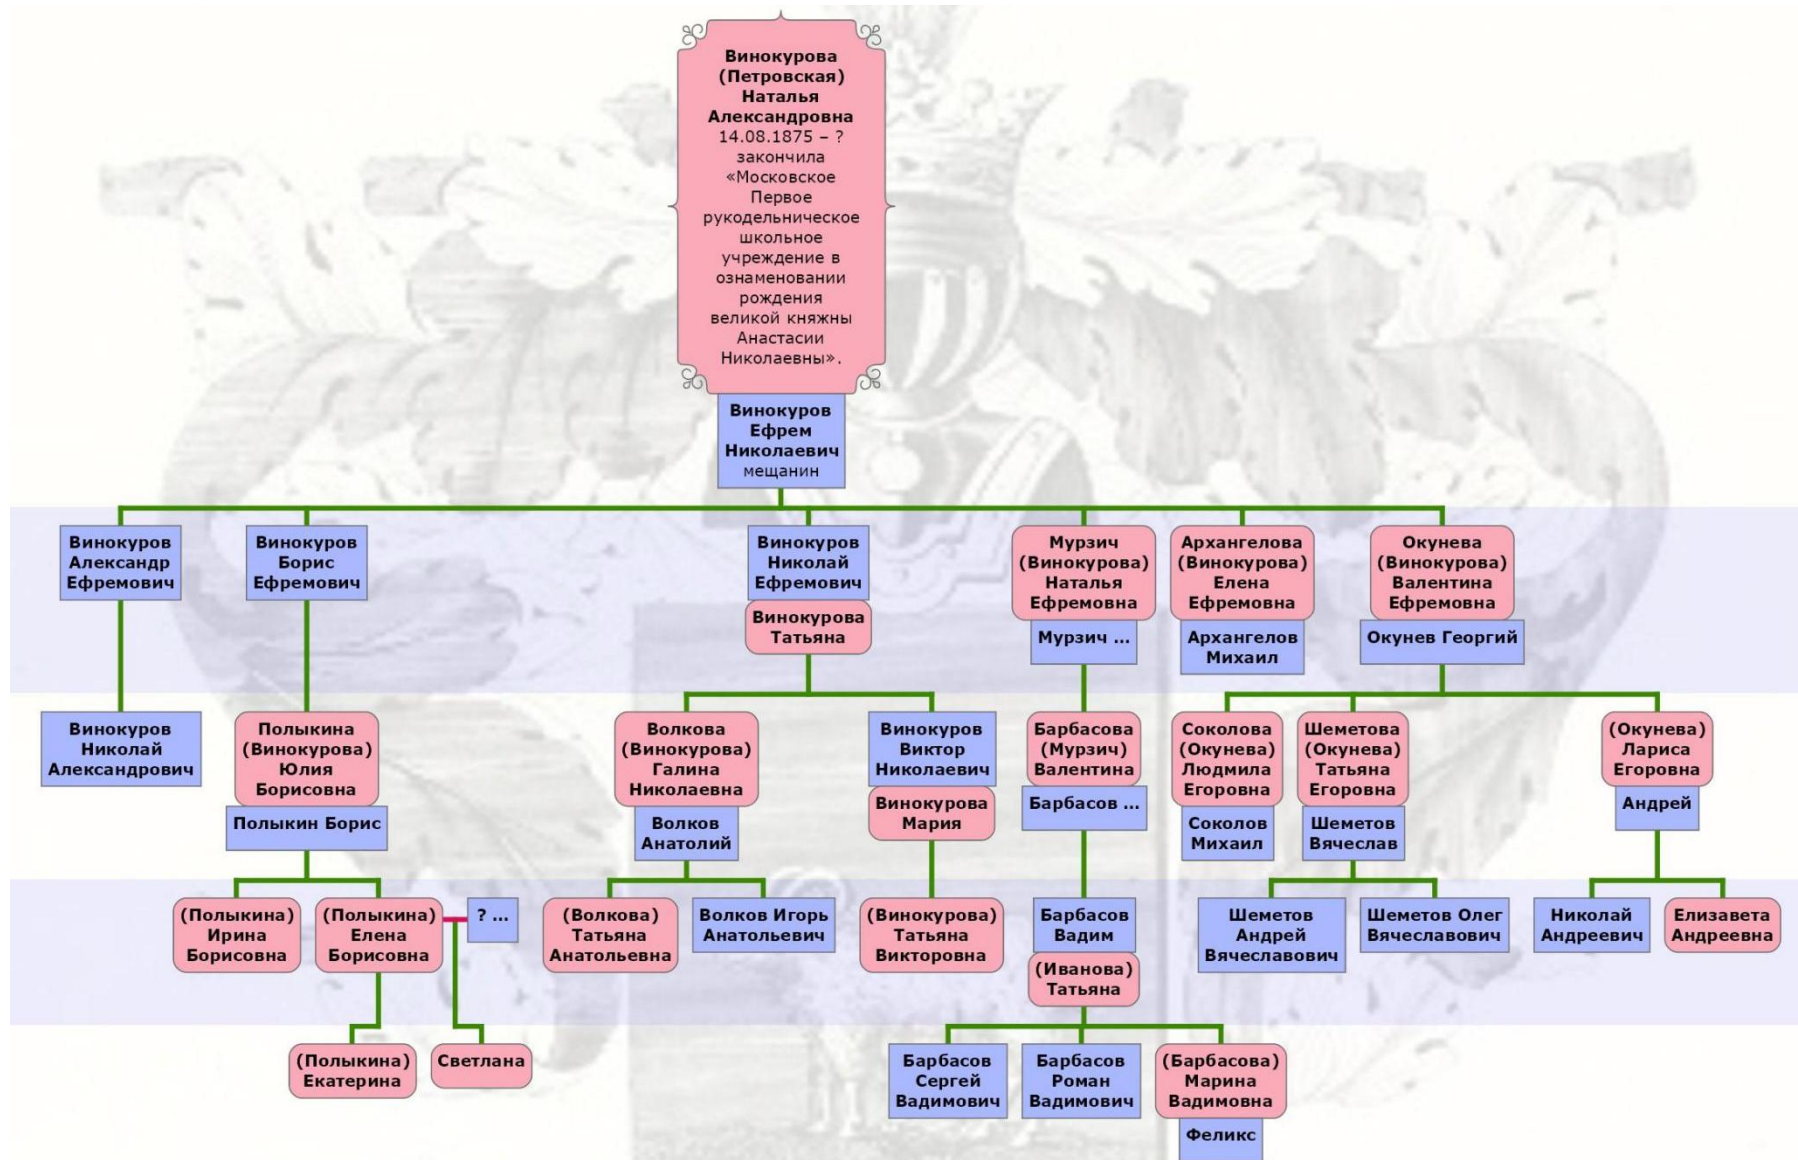 Винокурова
(Петровская)
Наталья
Александровна
14.08.1875 – ?
закончила
«Московское
Первое
рукодельническое
школьное
учреждение в
ознаменовании
рождения
великой княжны
Анастасии
Николаевны».
Винокуров
Ефрем
Николаевич
мещанин
Винокуров
Александр
Ефремович
Винокуров
Борис
Ефремович
Винокуров
Николай
Ефремович
Винокурова
Татьяна
Мурзич
(Винокурова)
Наталья
Ефремовна
Мурзич ...
Архангелова
(Винокурова)
Елена
Ефремовна
Архангелов
Михаил
Окунева
(Винокурова)
Валентина
Ефремовна
Окунев Георгий
Винокуров
Николай
Александрович
Полыкина
(Винокурова)
Юлия
Борисовна
Полыкин Борис
Волкова
(Винокурова)
Галина
Николаевна
Волков
Анатолий
Винокуров
Виктор
Николаевич
Винокурова
Мария
Барбасова
(Мурзич)
Валентина
Барбасов ...
Соколова
(Окунева)
Людмила
Егоровна
Соколов
Михаил
Шеметова
(Окунева)
Татьяна
Егоровна
Шеметов
Вячеслав
(Окунева)
Лариса
Егоровна
Андрей
(Полыкина)
Ирина
Борисовна
(Полыкина)
Елена
Борисовна
? ...
(Волкова)
Татьяна
Анатольевна
Волков Игорь
Анатольевич
(Винокурова)
Татьяна
Викторовна
Барбасов
Вадим
(Иванова)
Татьяна
Шеметов
Андрей
Вячеславович
Шеметов Олег
Вячеславович
Николай
Андреевич
Елизавета
Андреевна
(Полыкина)
Екатерина
Светлана
Барбасов
Сергей
Вадимович
Барбасов
Роман
Вадимович
(Барбасова)
Марина
Вадимовна
Феликс